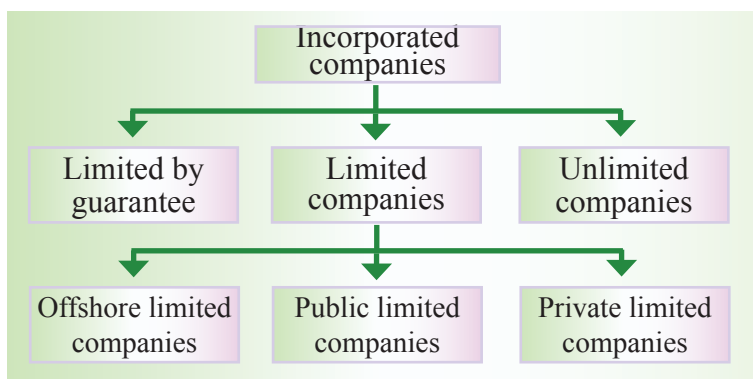 Incorporated
companies
Limited by
guarantee
Limited
companies
Unlimited
companies
Offshore limited
companies
Public limited
companies
Private limited
companies